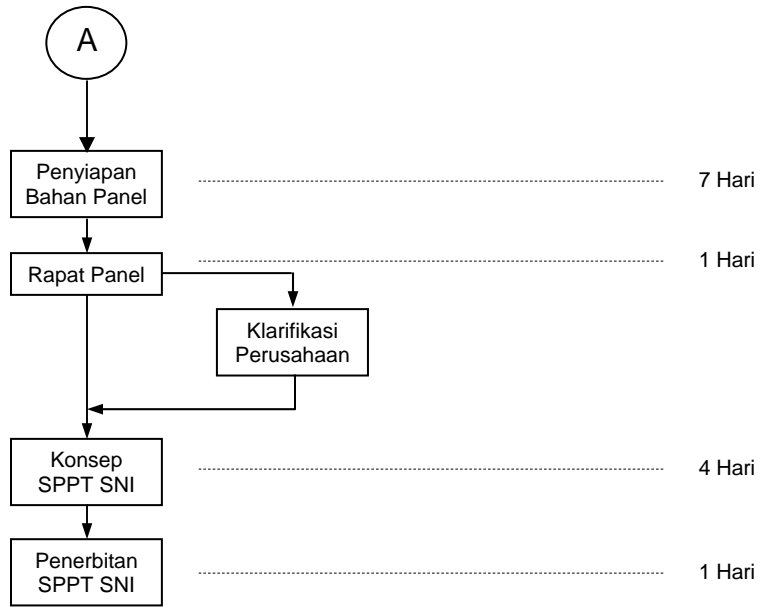 A
Penyiapan
Bahan Panel
7 Hari
Rapat Panel
1 Hari
Klarifikasi
Perusahaan
Konsep
SPPT SNI
4 Hari
Penerbitan
SPPT SNI
1 Hari